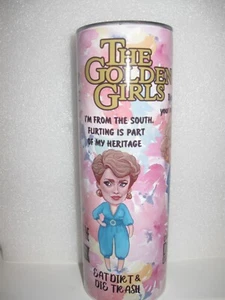 THE
GOLDEN
GIRLS
I'M FROM THE SOUTH,
FLIRTING IS PART
OF MY HERITAGE
EAT DIRT &
DIE TRASH